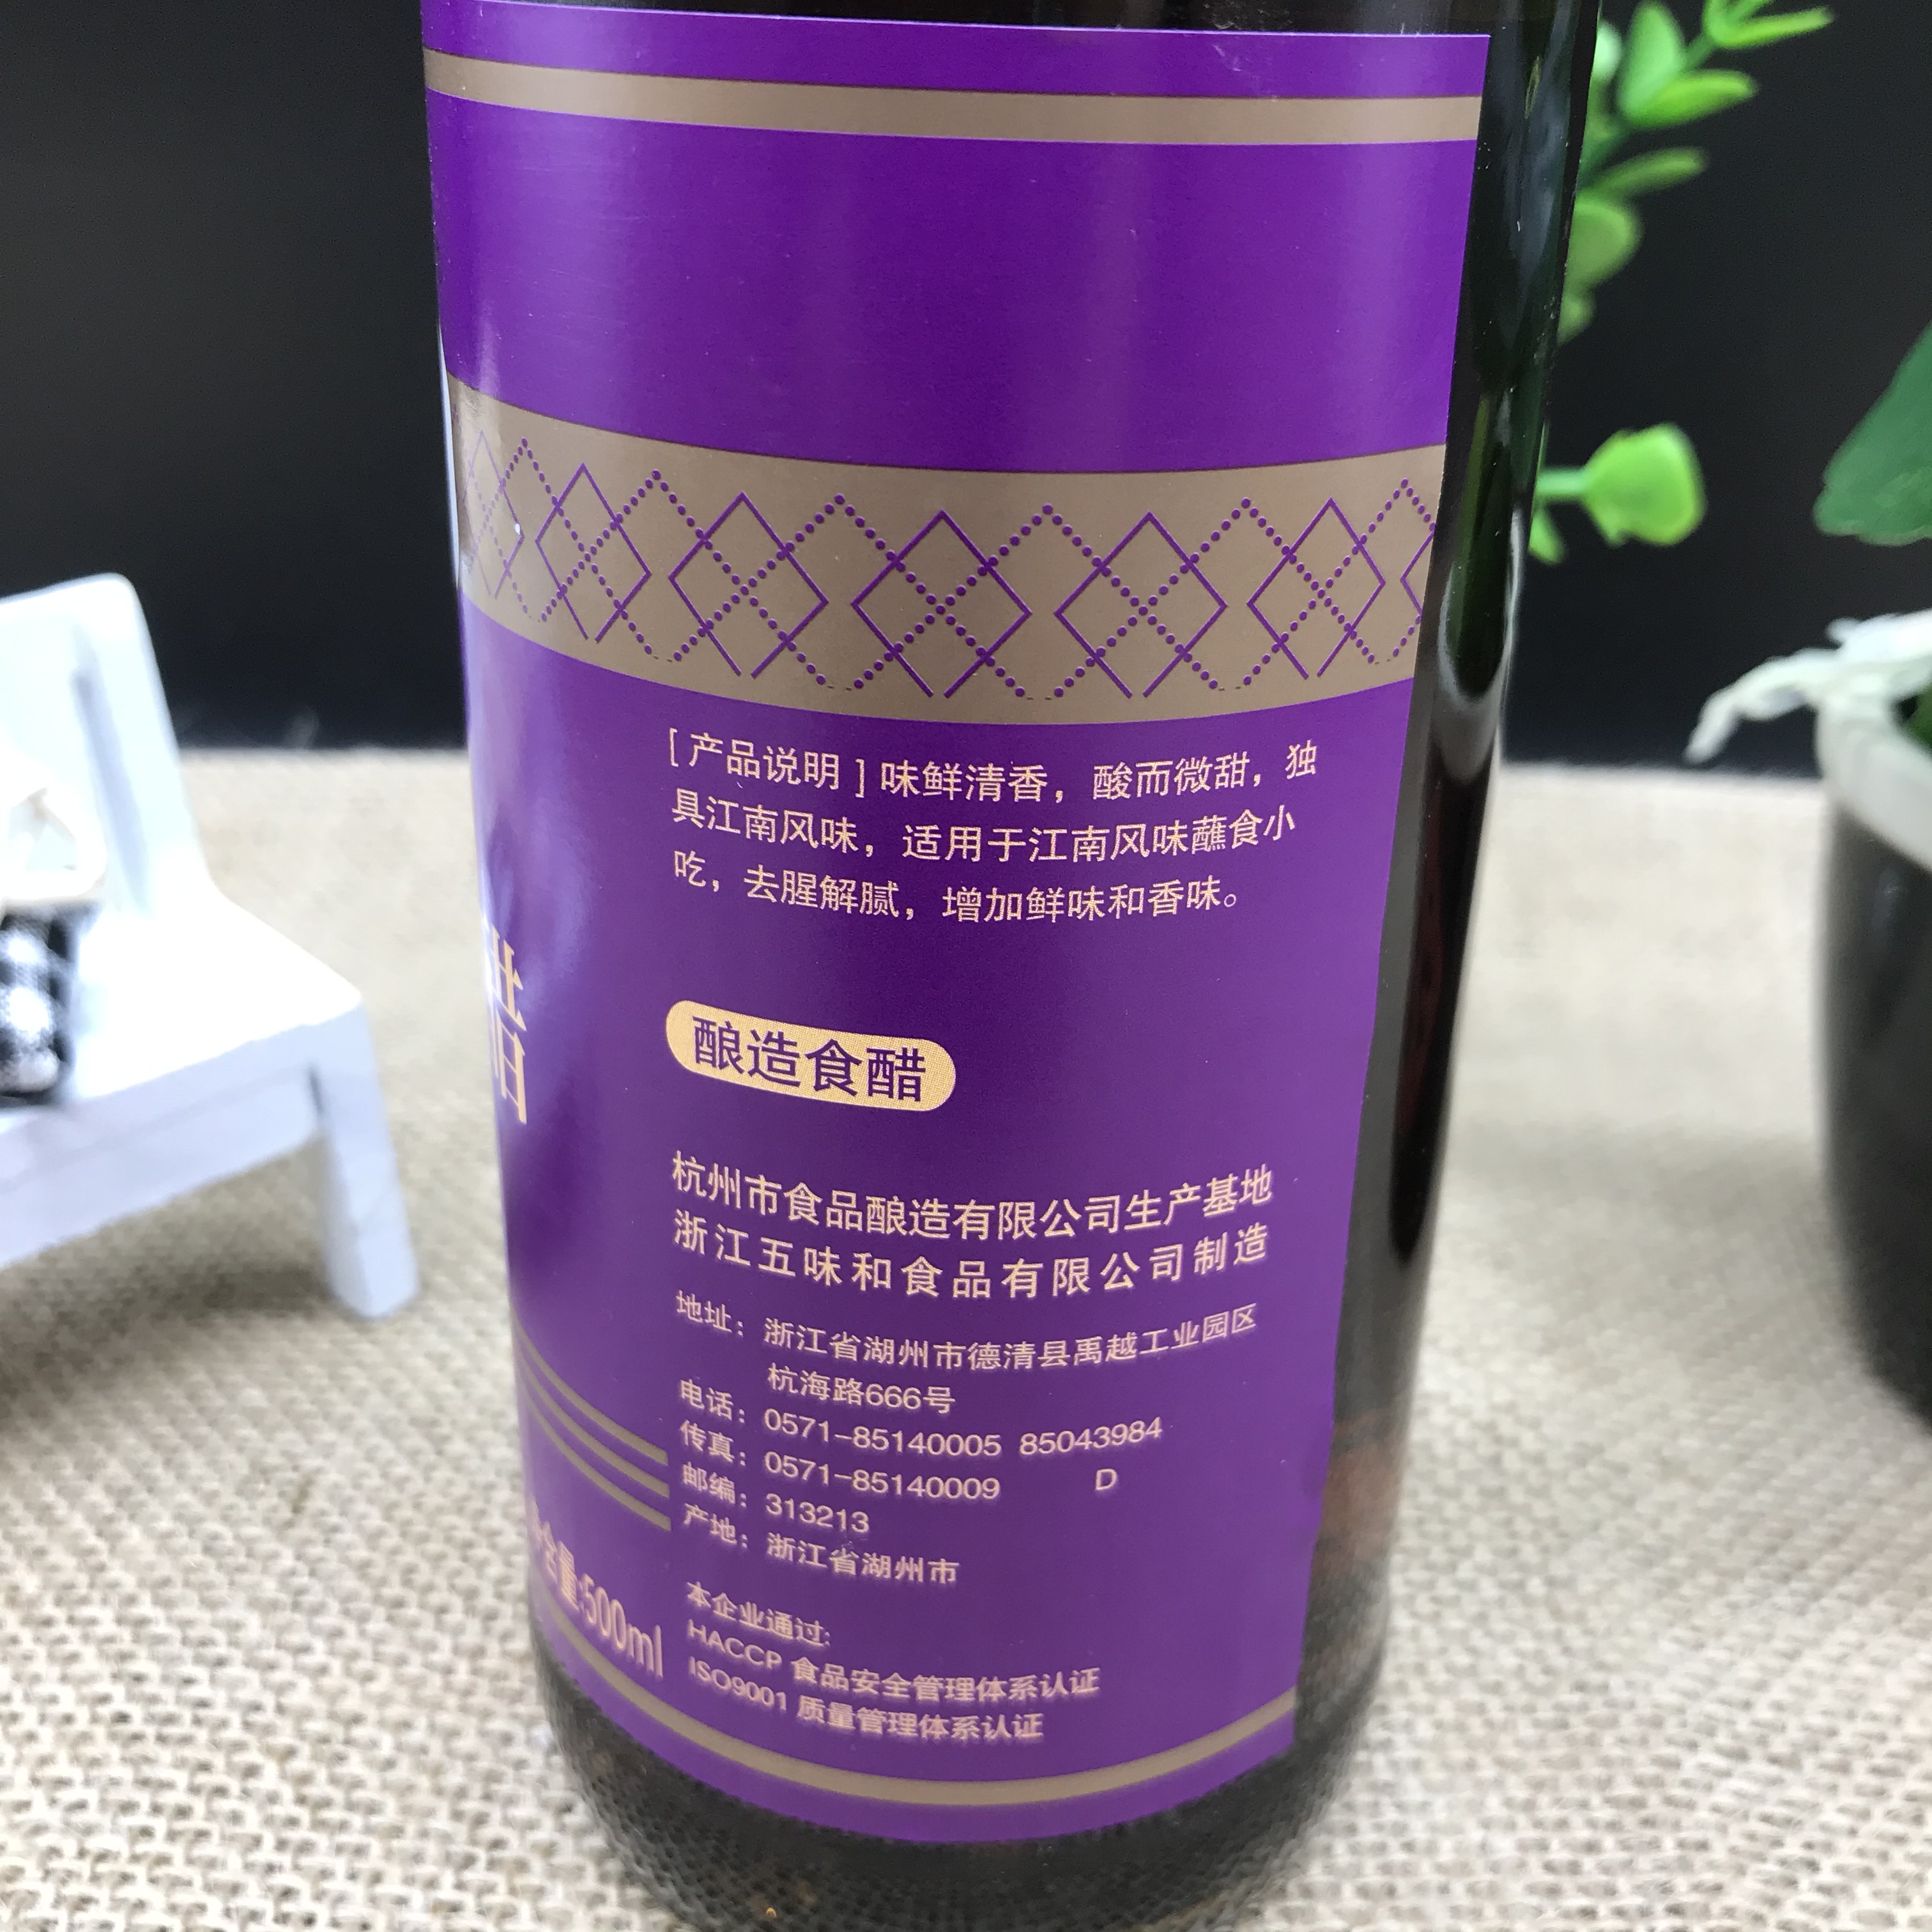 [产品说明]味鲜清香，酸而微甜，独
具江南风味，适用于江南风味蘸食小
吃，去腥解腻，增加鲜味和香味。
酿造食醋
杭州市食品酿造有限公司生产基地
浙江五味和食品有限公司制造
地址：浙江省湖州市德清县禹越工业园区
杭海路666号
电话：0571-85140005 85043984
传真：0571-85140009 D
邮编：313213
产地：浙江省湖州市
本企业通过:
HACCP 食品安全管理体系认证
ISO9001 质量管理体系认证
含量:500ml